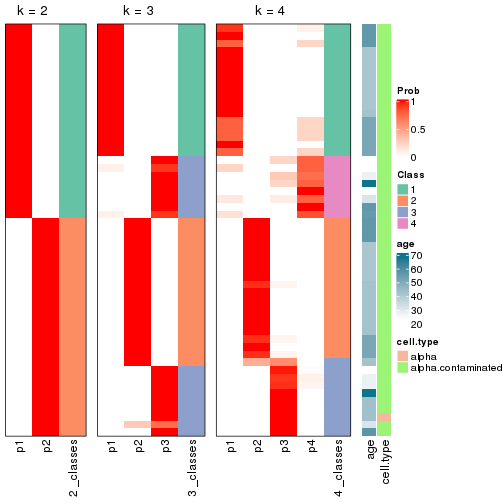 k = 2
k = 3
k = 4
p1
p2
2_classes
p1
p2
p3
3_classes
p1
p2
p3
p4
4_classes
age
cell.type
Prob
1
0.5
0
Class
1
2
3
4
age
70
60
50
40
30
20
cell.type
alpha
alpha.contaminated